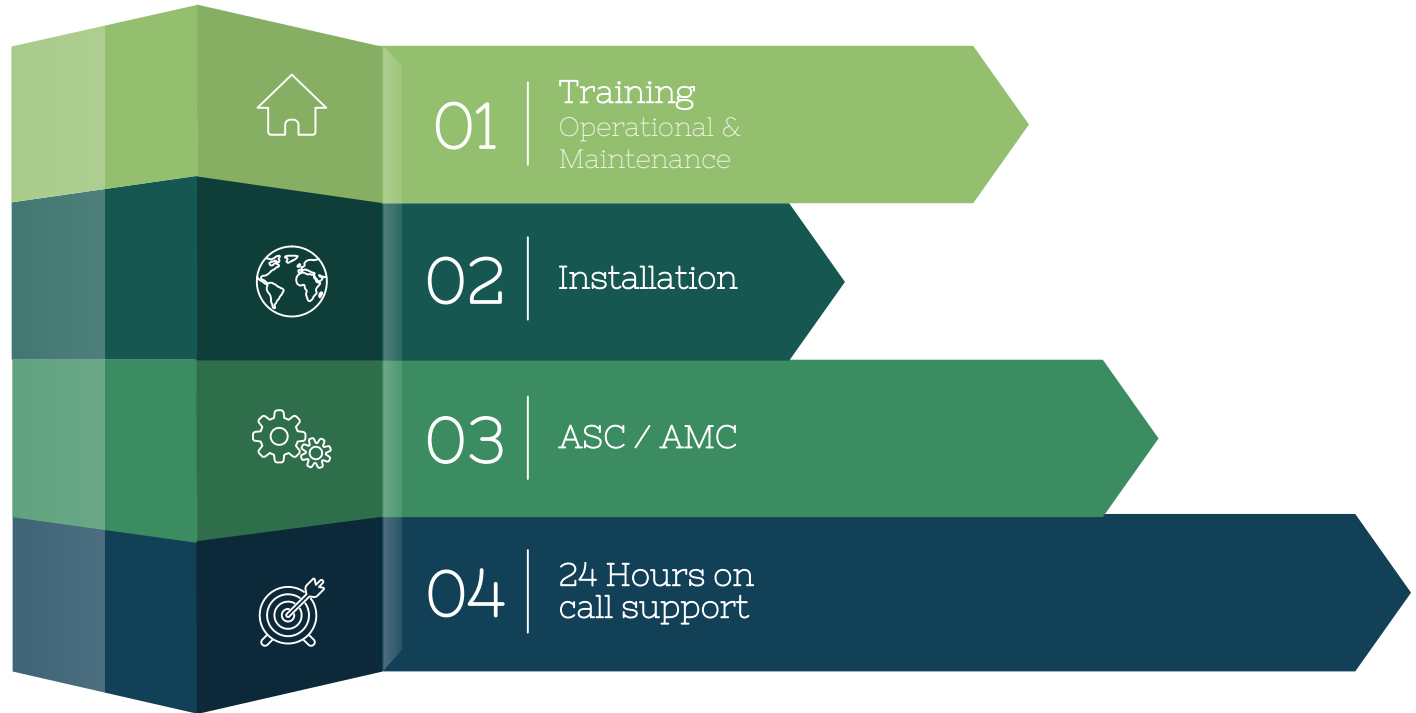 01
Training
Operational &
Maintenance
02
Installation
03
ASC / AMC
04
24 Hours on
call support